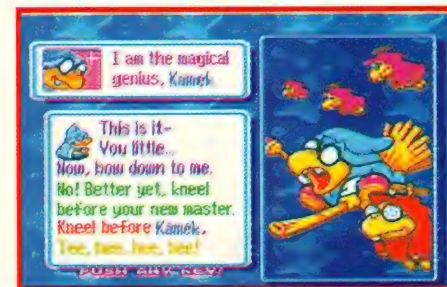 I am the magical
genius, Kamek.
This is it-
You little...
Now, bow down to me.
No! Better yet, kneel
before your new master.
Kneel before Kamek.
Tee, hee, hee, hee!
PUSH ANY KEY!